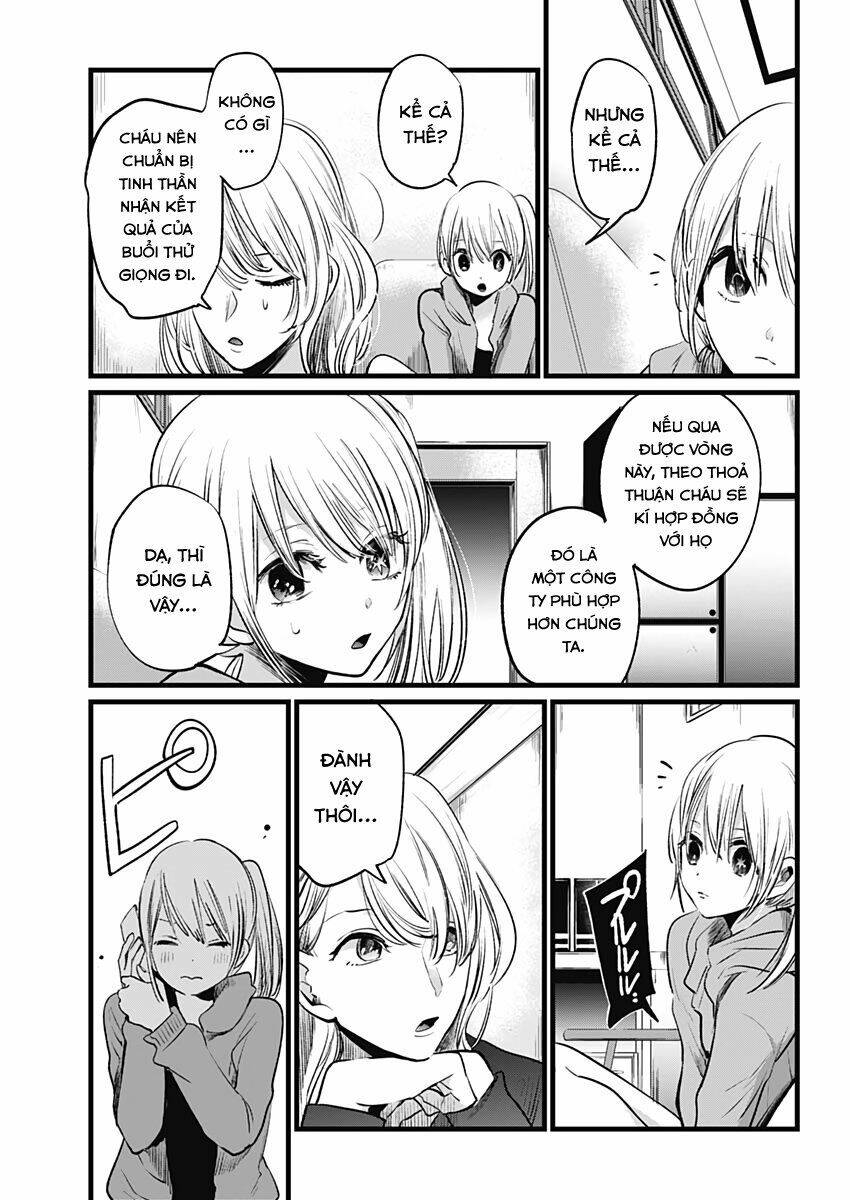 NHƯNG
KỂ CẢ
THẾ...
KỂ CẢ
THẾ?
KHÔNG
CÓ GÌ
...
CHÁU NÊN
CHUẨN BỊ
TINH THẦN
NHẬN KẾT
QUẢ CỦA
BUỔI THỬ
GIỌNG ĐI.
NẾU QUA
ĐƯỢC VÒNG
NÀY, THEO THOẢ
THUẬN CHÁU SẼ
KÍ HỢP ĐỒNG
VỚI HỌ
ĐÓ LÀ
MỘT CÔNG
TY PHÙ HỢP
HƠN CHÚNG
TA.
DẠ, THÌ
ĐÚNG LÀ
VẬY...
プルルル...
ĐÀNH
VẬY
THÔI...
ピ